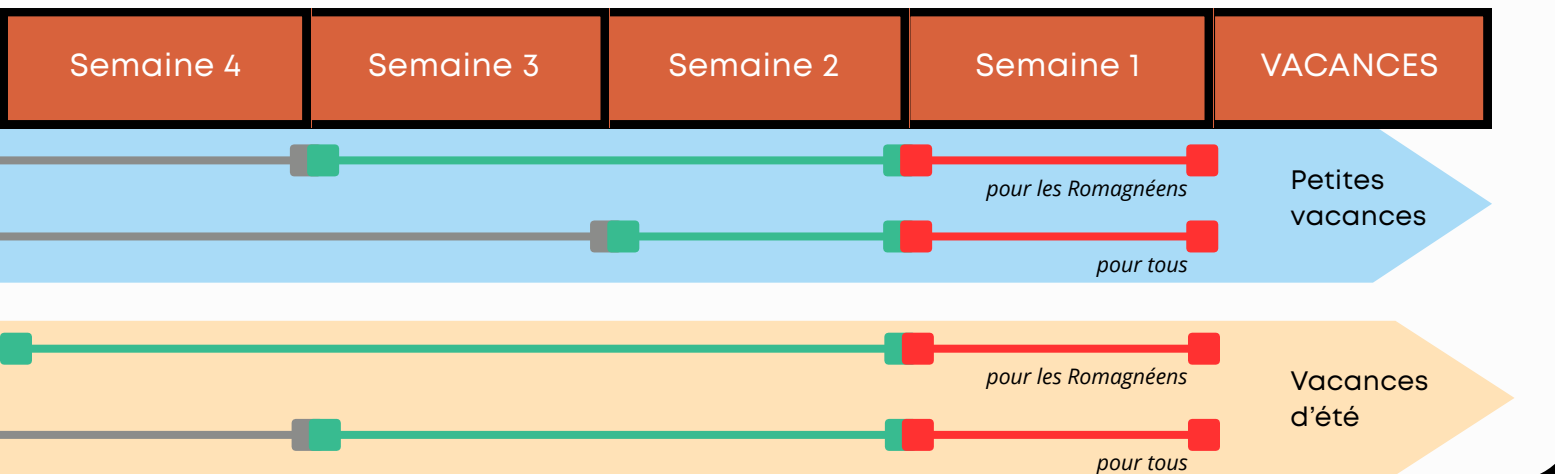 Semaine 4 Semaine 3 Semaine 2 Semaine 1 VACANCES
pour les Romagnéens
Petites
vacances
pour tous
pour les Romagnéens
Vacances
d’été
pour tous